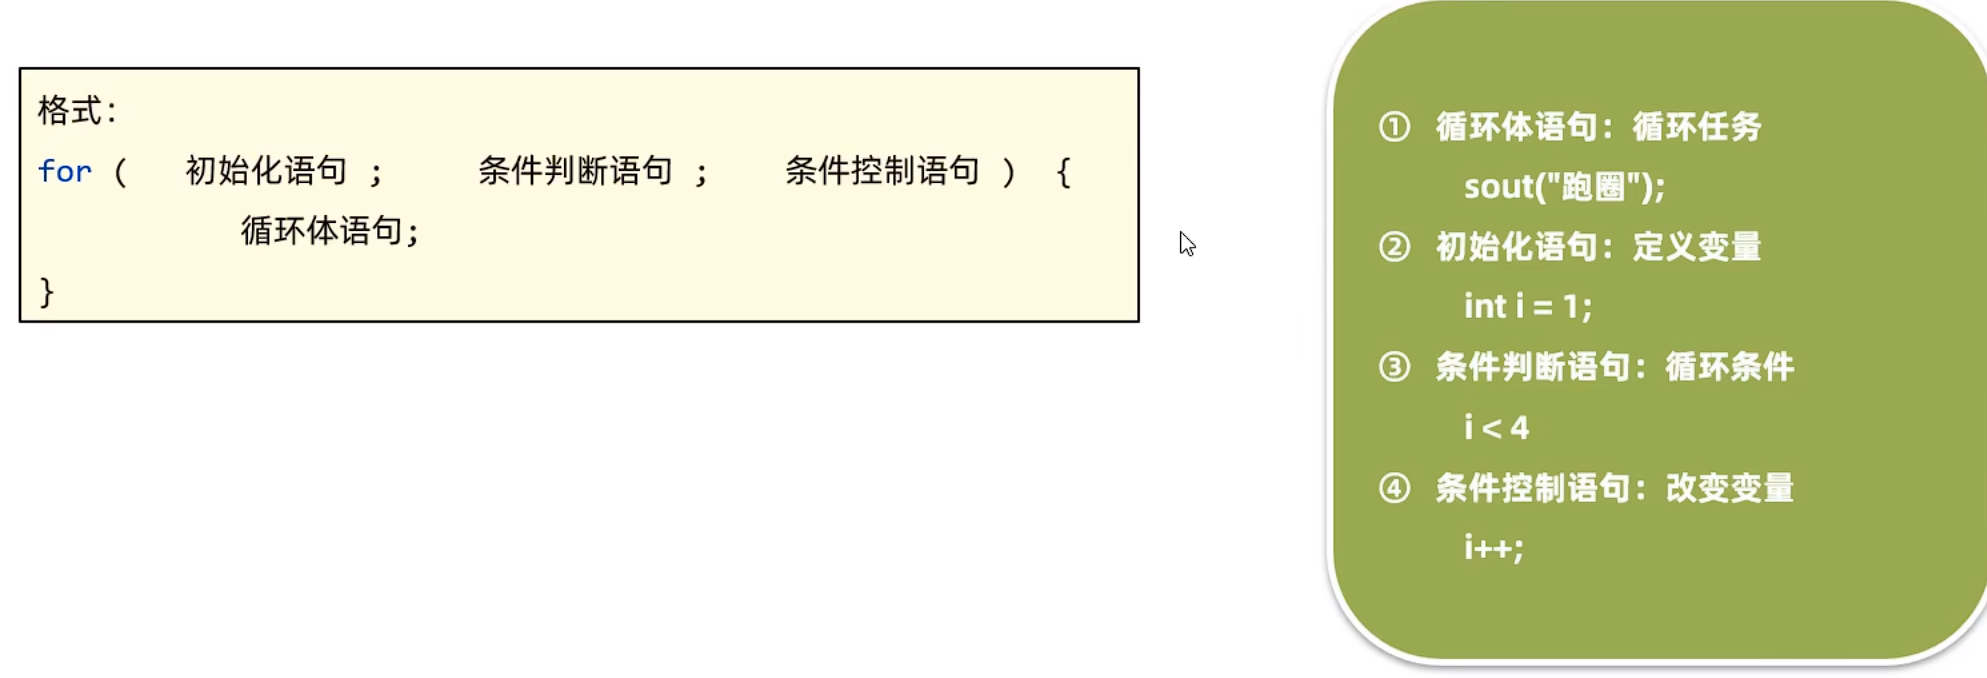 格式:
for ( 初始化语句 ; 条件判断语句 ; 条件控制语句 ) {
循环体语句;
}
① 循环体语句：循环任务
sout("跑圈");
② 初始化语句：定义变量
int i = 1;
③ 条件判断语句：循环条件
i < 4
④ 条件控制语句：改变变量
i++;